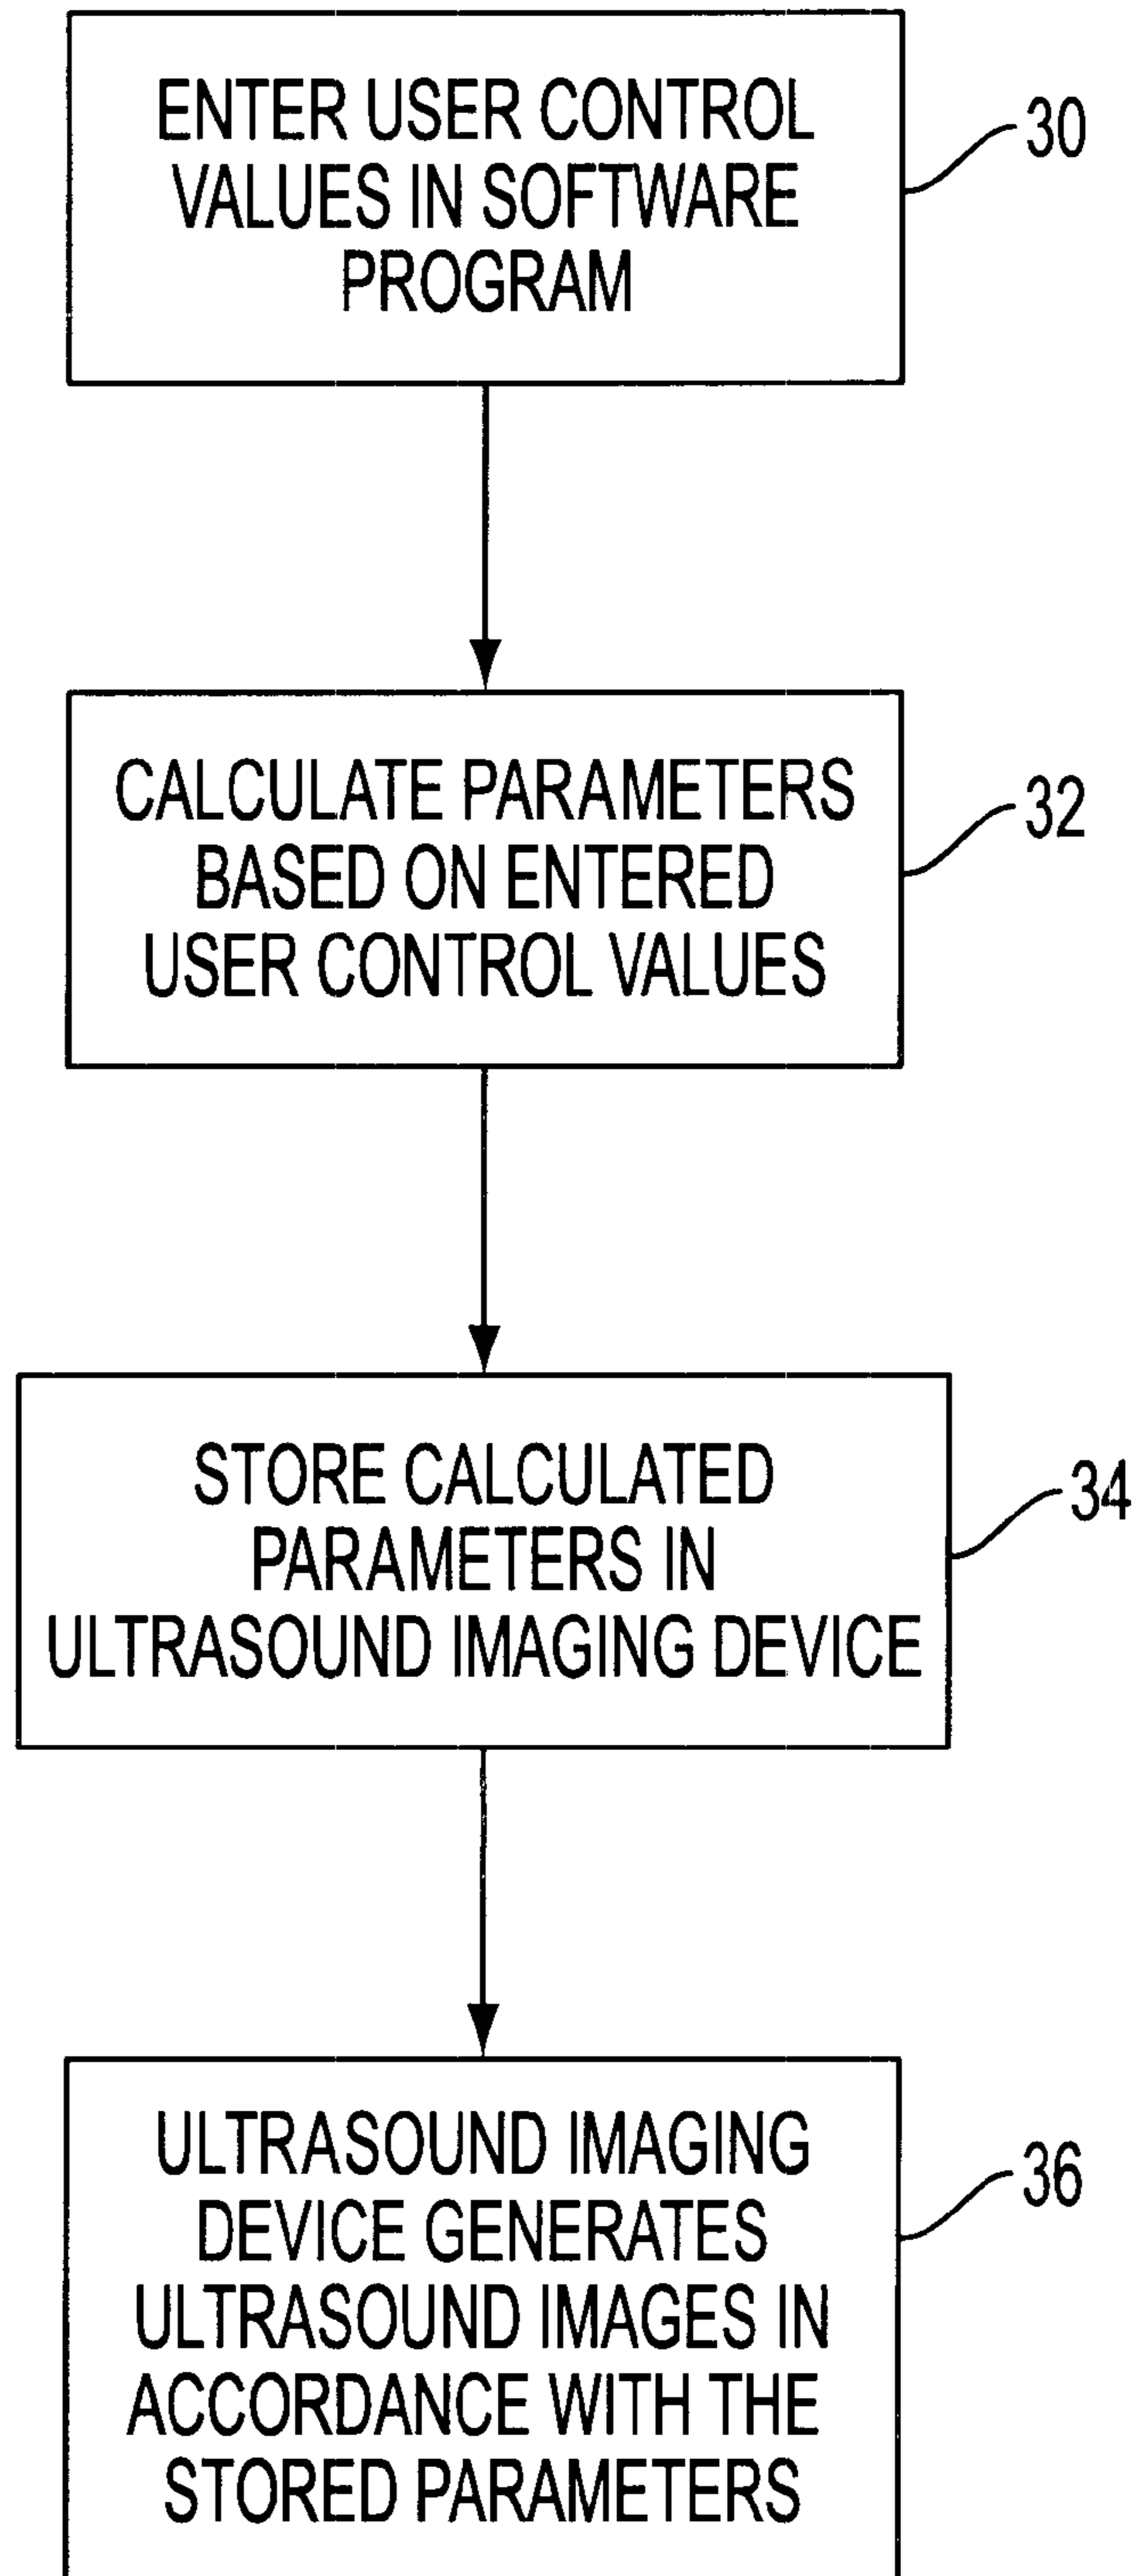 ENTER USER CONTROL
VALUES IN SOFTWARE
PROGRAM
30
CALCULATE PARAMETERS
BASED ON ENTERED
USER CONTROL VALUES
32
STORE CALCULATED
PARAMETERS IN
ULTRASOUND IMAGING DEVICE
34
ULTRASOUND IMAGING
DEVICE GENERATES
ULTRASOUND IMAGES IN
ACCORDANCE WITH THE
STORED PARAMETERS
36